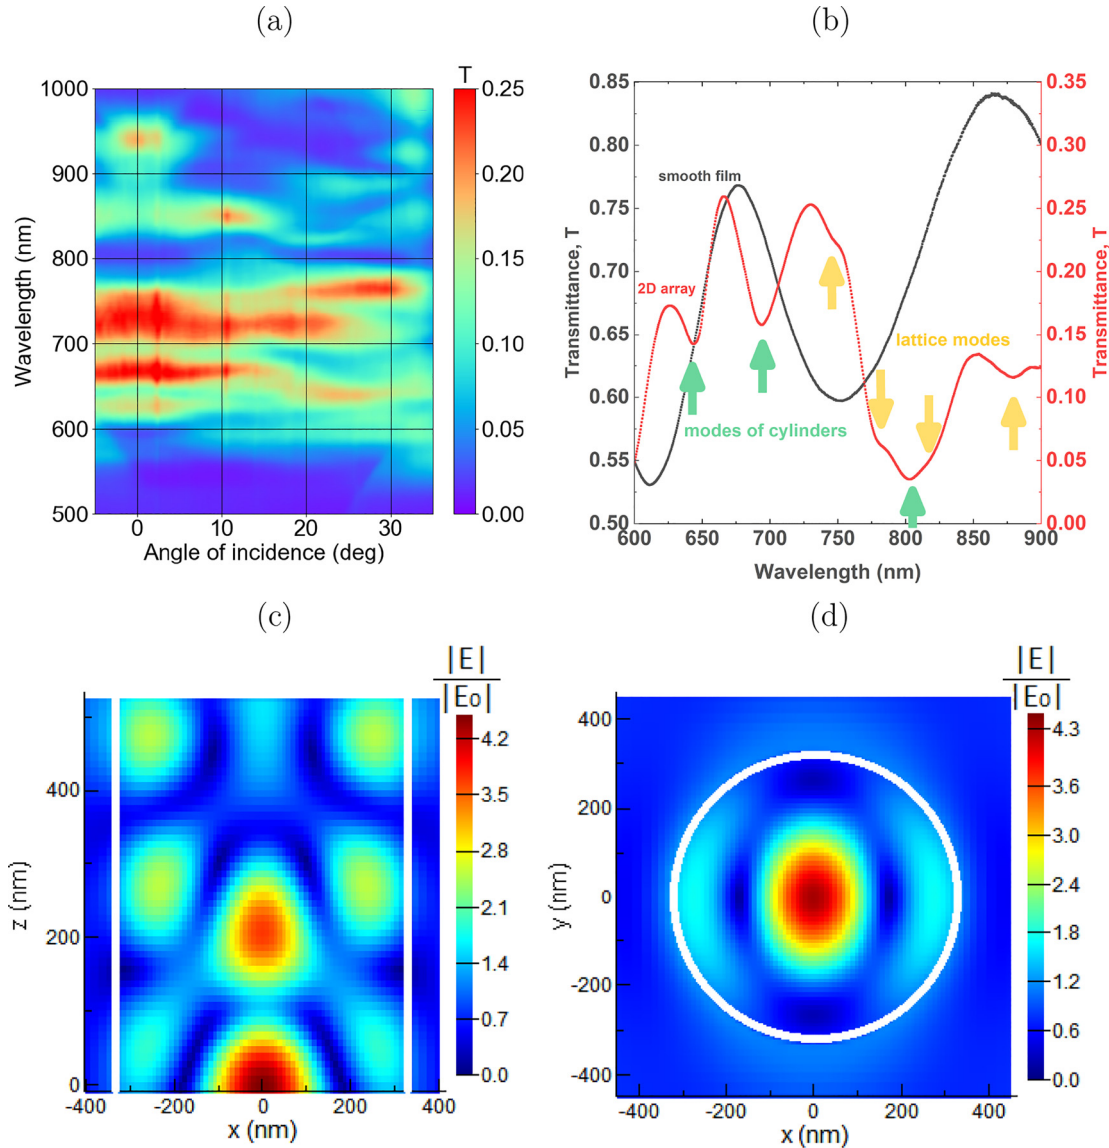 (a)
T
1000
900
800
700
600
500
0.25
0.20
0.15
0.10
0.05
0.00
0 10 20 30
Wavelength (nm)
Angle of incidence (deg)
(b)
0.85
0.80
0.75
0.70
0.65
0.60
0.55
0.50
Transmittance, T
0.35
0.30
0.25
0.20
0.15
0.10
0.05
0.00
Transmittance, T
smooth film
2D array
lattice modes
modes of cylinders
600 650 700 750 800 850 900
Wavelength (nm)
(c)
|E|
|E₀|
4.2
3.5
2.8
2.1
1.4
0.7
0.0
400
200
0
z (nm)
-400 -200 0 200 400
x (nm)
(d)
|E|
|E₀|
4.3
3.6
3.0
2.4
1.8
1.2
0.6
0.0
400
200
0
-200
-400
y (nm)
-400 -200 0 200 400
x (nm)